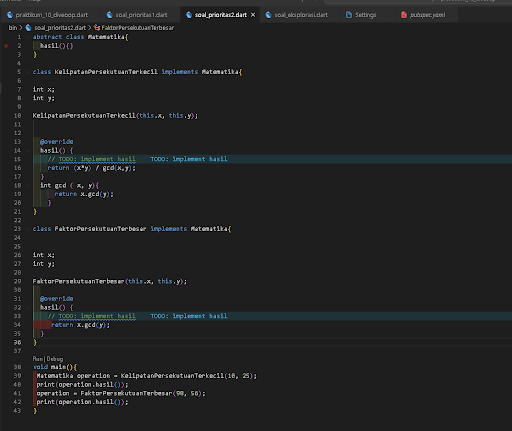 praktikum_10_diveoop.dart soal_prioritas1.dart soal_prioritas2.dart × soal_eksplorasi.dart Settings pubspec.yaml
bin > soal_prioritas2.dart > FaktorPersekutuanTerbesar
1 abstract class Matematika{
2 hasil(){}
3 }
4
5 class KelipatanPersekutuanTerkecil implements Matematika{
6
7 int x;
8 int y;
9
10 KelipatanPersekutuanTerkecil(this.x, this.y);
11
12
13 @override
14 hasil() {
15 // TODO: implement hasil TODO: implement hasil
16 return (x*y) / gcd(x,y);
17 }
18 int gcd ( x, y){
19 return x.gcd(y);
20 }
21 }
22
23 class FaktorPersekutuanTerbesar implements Matematika{
24
25
26 int x;
27 int y;
28
29 FaktorPersekutuanTerbesar(this.x, this.y);
30
31 @override
32 hasil() {
33 // TODO: implement hasil TODO: implement hasil
34 return x.gcd(y);
35 }
36 }
37
Run | Debug
38 void main(){
39 Matematika operation = KelipatanPersekutuanTerkecil(10, 25);
40 print(operation.hasil());
41 operation = FaktorPersekutuanTerbesar(98, 56);
42 print(operation.hasil());
43 }